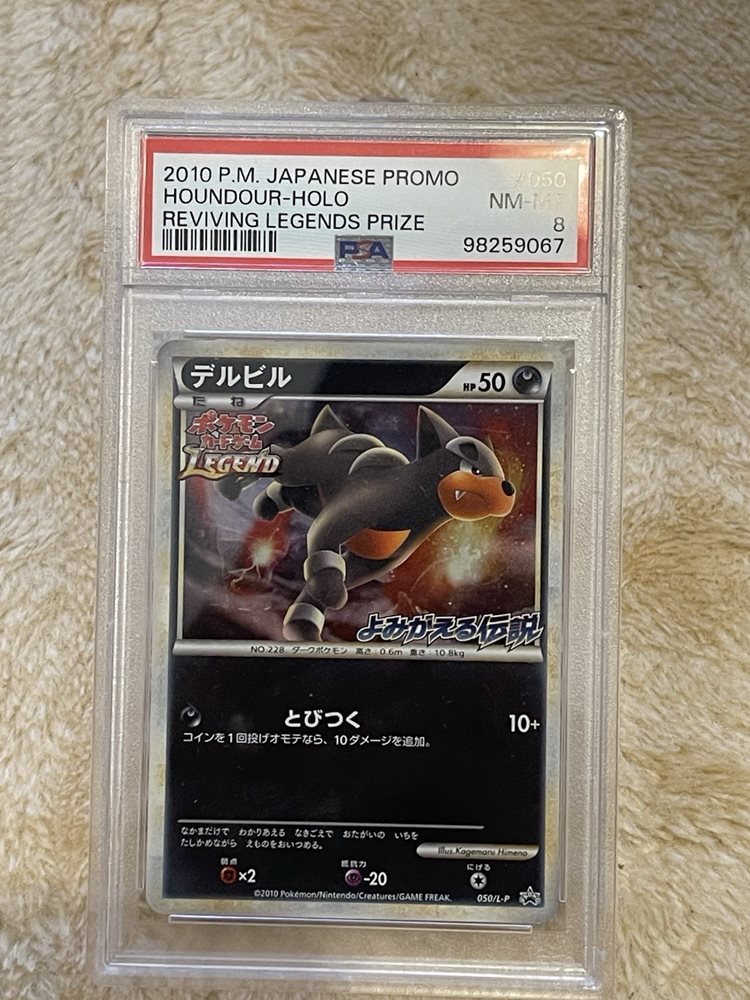 2010 P.M. JAPANESE PROMO #050
HOUNDOUR-HOLO NM-MT
REVIVING LEGENDS PRIZE 8
PSA 98259067
デルビル HP50
たね
ポケモン
カードゲーム
LEGEND
よみがえる伝説
NO 228 ダークポケモン 高さ:0.6m 重さ:10.8kg
とびつく 10+
コインを1回投げオモテなら、10ダメージを追加。
なかまだけで わかりあえる なきごえで おたがいの いちを
たしかめながら えものをおいつめる。
Illus.Kagemaru Himeno
弱点 抵抗力 にげる
×2 -20
©2010 Pokémon/Nintendo/Creatures/GAME FREAK. 050/L-P